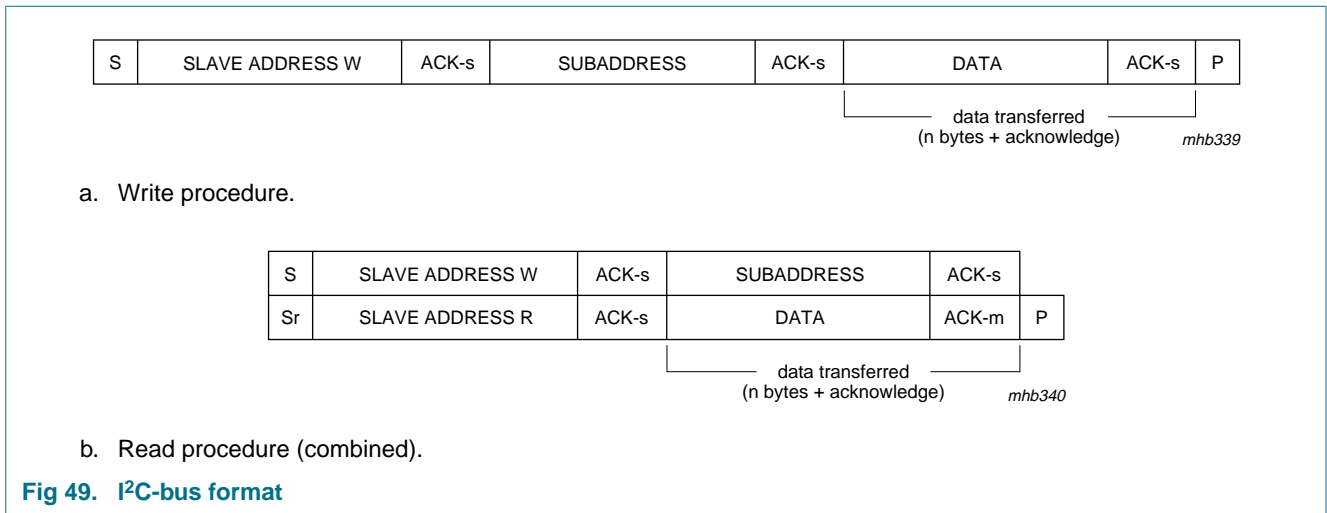 S SLAVE ADDRESS W ACK-s SUBADDRESS ACK-s DATA ACK-s P
data transferred
(n bytes + acknowledge)
mhb339
a. Write procedure.
S SLAVE ADDRESS W ACK-s SUBADDRESS ACK-s
Sr SLAVE ADDRESS R ACK-s DATA ACK-m P
data transferred
(n bytes + acknowledge)
mhb340
b. Read procedure (combined).
Fig 49. I²C-bus format